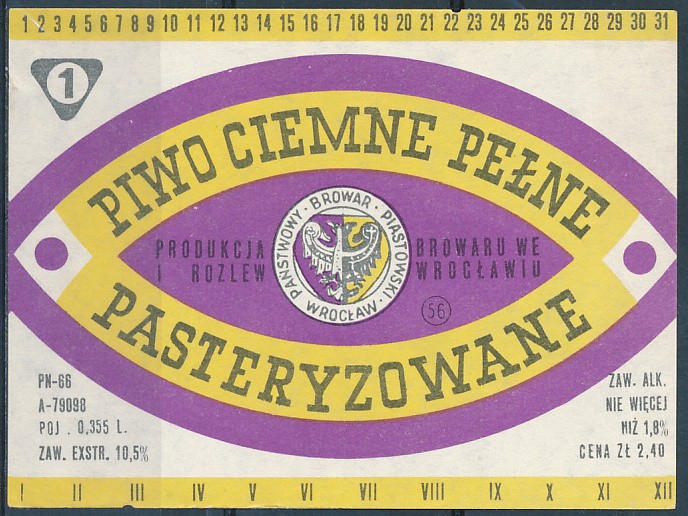 1 2 3 4 5 6 7 8 9 10 11 12 13 14 15 16 17 18 19 20 21 22 23 24 25 26 27 28 29 30 31
1
PIWO CIEMNE PEŁNE
PAŃSTWOWY · BROWAR · PIASTOWSKI · WROCŁAW ·
PRODUKCJA
I ROZLEW
BROWARU WE
WROCŁAWIU
56
PASTERYZOWANE
PN-66
A-79098
POJ. 0,355 L.
ZAW. EXSTR. 10,5%
ZAW. ALK.
NIE WIĘCEJ
NIŻ 1,8%
CENA ZŁ 2,40
I II III IV V VI VII VIII IX X XI XII